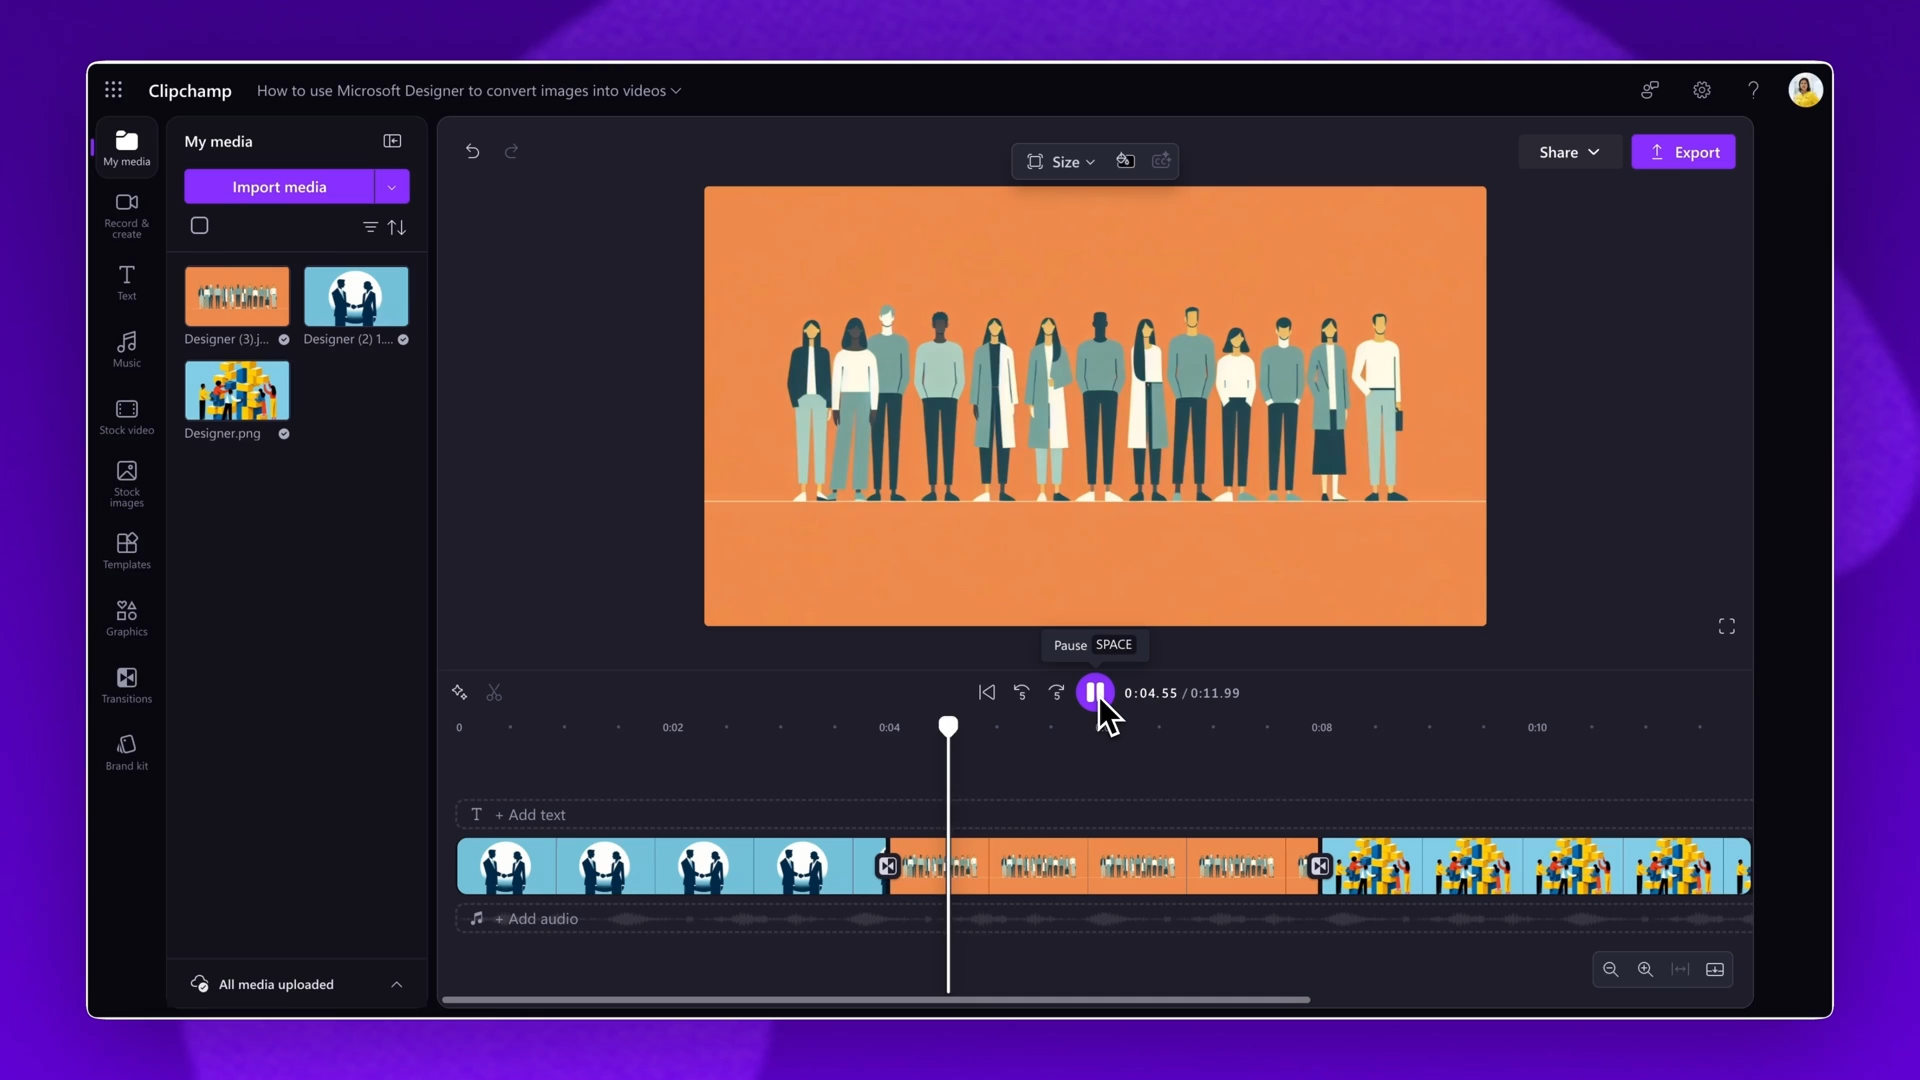 Clipchamp
How to use Microsoft Designer to convert images into videos
My media
Record &
create
Text
Music
Stock video
Stock
images
Templates
Graphics
Transitions
Brand kit
My media
Import media
Designer (3).j...
Designer (2) 1....
Designer.png
All media uploaded
Size
CC
Share
Export
Pause SPACE
5
5
0:04.55 / 0:11.99
0
0:02
0:04
0:08
0:10
T + Add text
+ Add audio